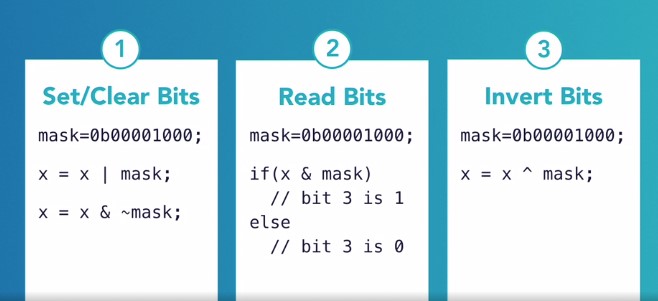 1
Set/Clear Bits
mask=0b00001000;
x = x | mask;
x = x & ~mask;
2
Read Bits
mask=0b00001000;
if(x & mask)
  // bit 3 is 1
else
  // bit 3 is 0
3
Invert Bits
mask=0b00001000;
x = x ^ mask;